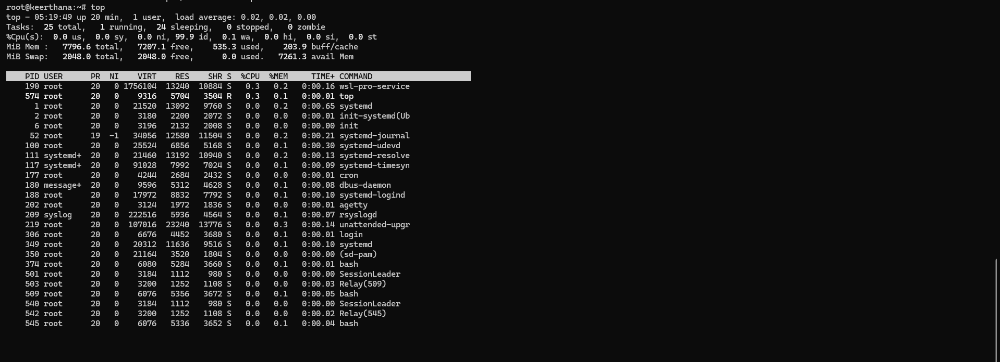 root@keerthana:~# top
top - 05:19:49 up 20 min,  1 user,  load average: 0.02, 0.02, 0.00
Tasks:  25 total,   1 running,  24 sleeping,   0 stopped,   0 zombie
%Cpu(s):  0.0 us,  0.0 sy,  0.0 ni, 99.9 id,  0.1 wa,  0.0 hi,  0.0 si,  0.0 st
MiB Mem :   7796.6 total,   7207.1 free,    535.3 used,    203.9 buff/cache
MiB Swap:   2048.0 total,   2048.0 free,      0.0 used.   7261.3 avail Mem
    PID USER      PR  NI    VIRT    RES    SHR S  %CPU  %MEM     TIME+ COMMAND
    190 root      20   0 1756104  13240  10884 S   0.3   0.2   0:00.16 wsl-pro-service
    574 root      20   0    9316   5704   3504 R   0.3   0.1   0:00.01 top
      1 root      20   0   21520  13092   9760 S   0.0   0.2   0:00.65 systemd
      2 root      20   0    3180   2200   2072 S   0.0   0.0   0:00.01 init-systemd(Ub
      6 root      20   0    3196   2132   2008 S   0.0   0.0   0:00.00 init
     52 root      19  -1   34056  12580  11504 S   0.0   0.2   0:00.21 systemd-journal
    100 root      20   0   25524   6856   5168 S   0.0   0.1   0:00.30 systemd-udevd
    111 systemd+  20   0   21460  13192  10940 S   0.0   0.2   0:00.13 systemd-resolve
    117 systemd+  20   0   91028   7992   7024 S   0.0   0.1   0:00.09 systemd-timesyn
    177 root      20   0    4244   2684   2432 S   0.0   0.0   0:00.01 cron
    180 message+  20   0    9596   5312   4628 S   0.0   0.1   0:00.08 dbus-daemon
    188 root      20   0   17972   8832   7792 S   0.0   0.1   0:00.10 systemd-logind
    202 root      20   0    3124   1972   1836 S   0.0   0.0   0:00.01 agetty
    209 syslog    20   0  222516   5936   4564 S   0.0   0.1   0:00.07 rsyslogd
    219 root      20   0  107016  23240  13776 S   0.0   0.3   0:00.14 unattended-upgr
    306 root      20   0    6676   4452   3680 S   0.0   0.1   0:00.01 login
    349 root      20   0   20312  11636   9516 S   0.0   0.1   0:00.10 systemd
    350 root      20   0   21164   3520   1804 S   0.0   0.0   0:00.00 (sd-pam)
    374 root      20   0    6080   5284   3660 S   0.0   0.1   0:00.01 bash
    501 root      20   0    3184   1112    980 S   0.0   0.0   0:00.00 SessionLeader
    503 root      20   0    3200   1252   1108 S   0.0   0.0   0:00.03 Relay(509)
    509 root      20   0    6076   5356   3672 S   0.0   0.1   0:00.05 bash
    540 root      20   0    3184   1112    980 S   0.0   0.0   0:00.00 SessionLeader
    542 root      20   0    3200   1252   1108 S   0.0   0.0   0:00.02 Relay(545)
    545 root      20   0    6076   5336   3652 S   0.0   0.1   0:00.04 bash